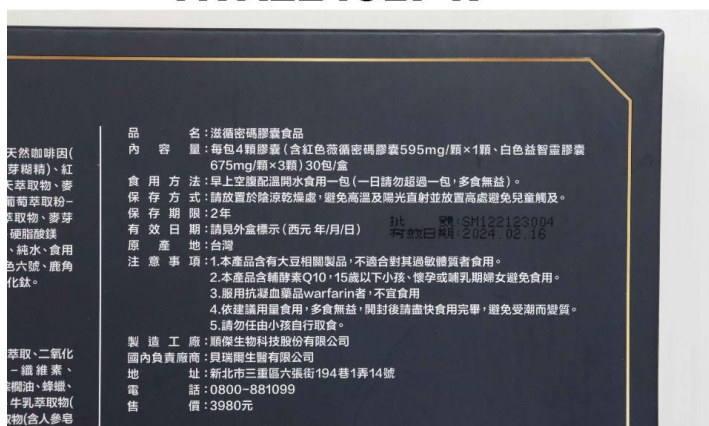 天然咖啡因(
芽糊精)、紅
天萃取物、麥
葡萄萃取粉-
萃取物、麥芽
硬脂酸鎂
、純水、食用
色六號、鹿角
化鈦。
萃取、二氧化
-纖維素、
棕櫚油、蜂蠟、
牛乳萃取物(
取物(含人參皂
品名:滋循密碼膠囊食品
內容量:每包4顆膠囊(含紅色薇循密碼膠囊595mg/顆×1顆、白色益智靈膠囊
675mg/顆×3顆)30包/盒
食用方法:早上空腹配溫開水食用一包(一日請勿超過一包,多食無益)。
保存方式:請放置於陰涼乾燥處,避免高溫及陽光直射並放置高處避免兒童觸及。
保存期限:2年
有效日期:請見外盒標示(西元 年/月/日)
批號:SM122123004
有效日期:2024.02.16
原產地:台灣
注意事項:1.本產品含有大豆相關製品,不適合對其過敏體質者食用。
2.本產品含輔酵素Q10,15歲以下小孩、懷孕或哺乳期婦女避免食用。
3.服用抗凝血藥品warfarin者,不宜食用
4.依建議用量食用,多食無益,開封後請盡快食用完畢,避免受潮而變質。
5.請勿任由小孩自行取食。
製造工廠:順傑生物科技股份有限公司
國內負責廠商:貝瑞爾生醫有限公司
地址:新北市三重區六張街194巷1弄14號
電話:0800-881099
售價:3980元